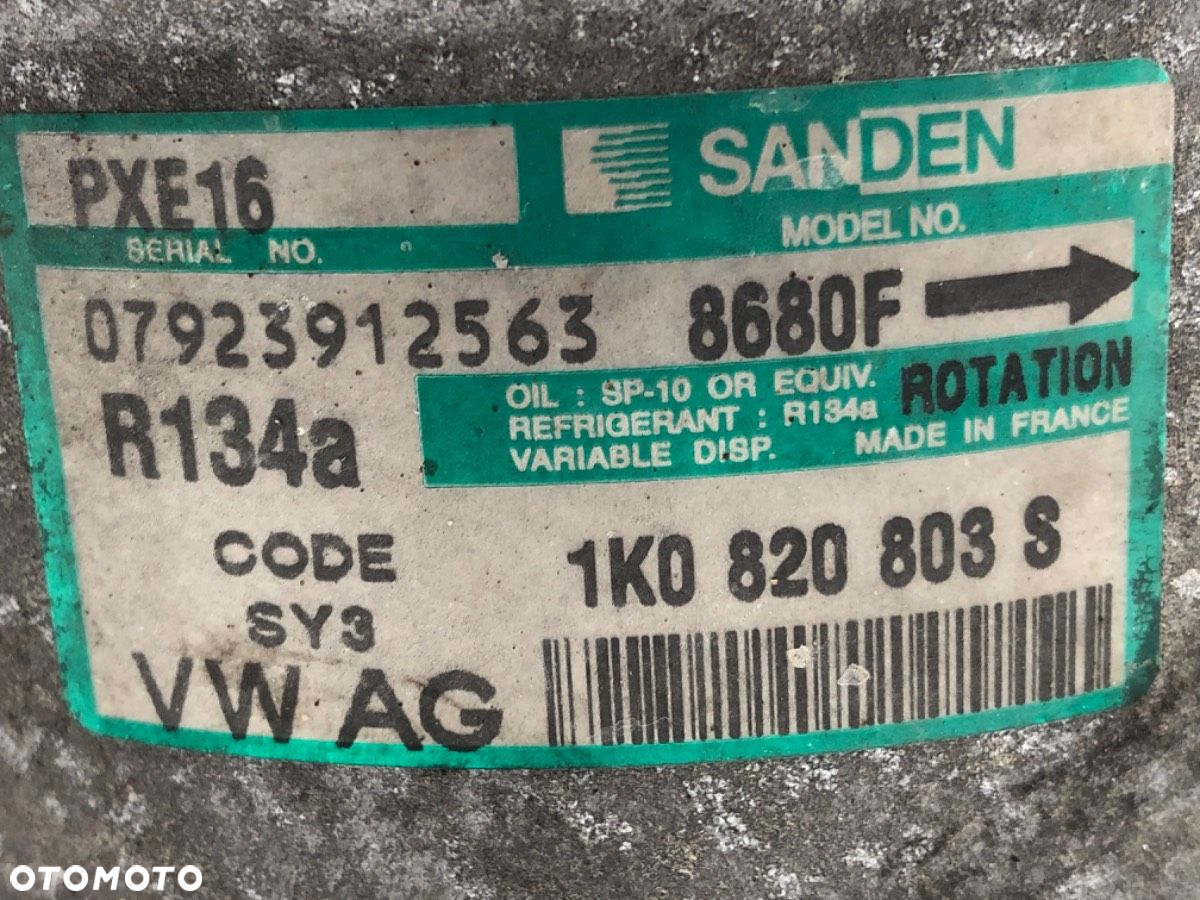 PXE16
SANDEN
SERIAL NO.
MODEL NO.
07923912563
8680F
ROTATION
R134a
OIL : SP-10 OR EQUIV.
REFRIGERANT : R134a
VARIABLE DISP.
MADE IN FRANCE
CODE
SY3
1K0 820 803 S
VW AG
OTOMOTO